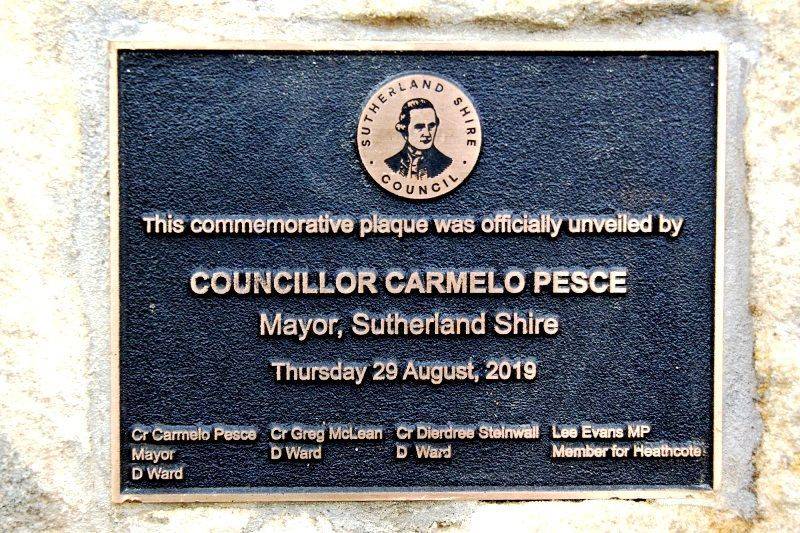 SUTHERLAND SHIRE
COUNCIL
This commemorative plaque was officially unveiled by
COUNCILLOR CARMELO PESCE
Mayor, Sutherland Shire
Thursday 29 August, 2019
Cr Carmelo Pesce
Mayor
D Ward
Cr Greg McLean
D Ward
Cr Dierdree Steinwall
D Ward
Lee Evans MP
Member for Heathcote